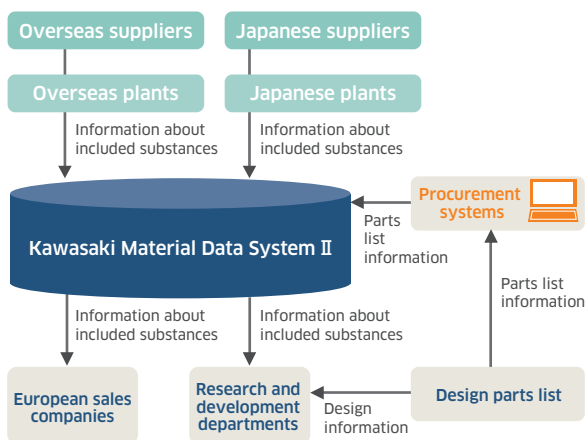 Overseas suppliers
Japanese suppliers
Overseas plants
Japanese plants
Information about
included substances
Information about
included substances
Procurement
systems
Kawasaki Material Data System Ⅱ
Parts
list
information
Parts list
information
Information about
included substances
Information about
included substances
European sales
companies
Research and
development
departments
Design
information
Design parts list